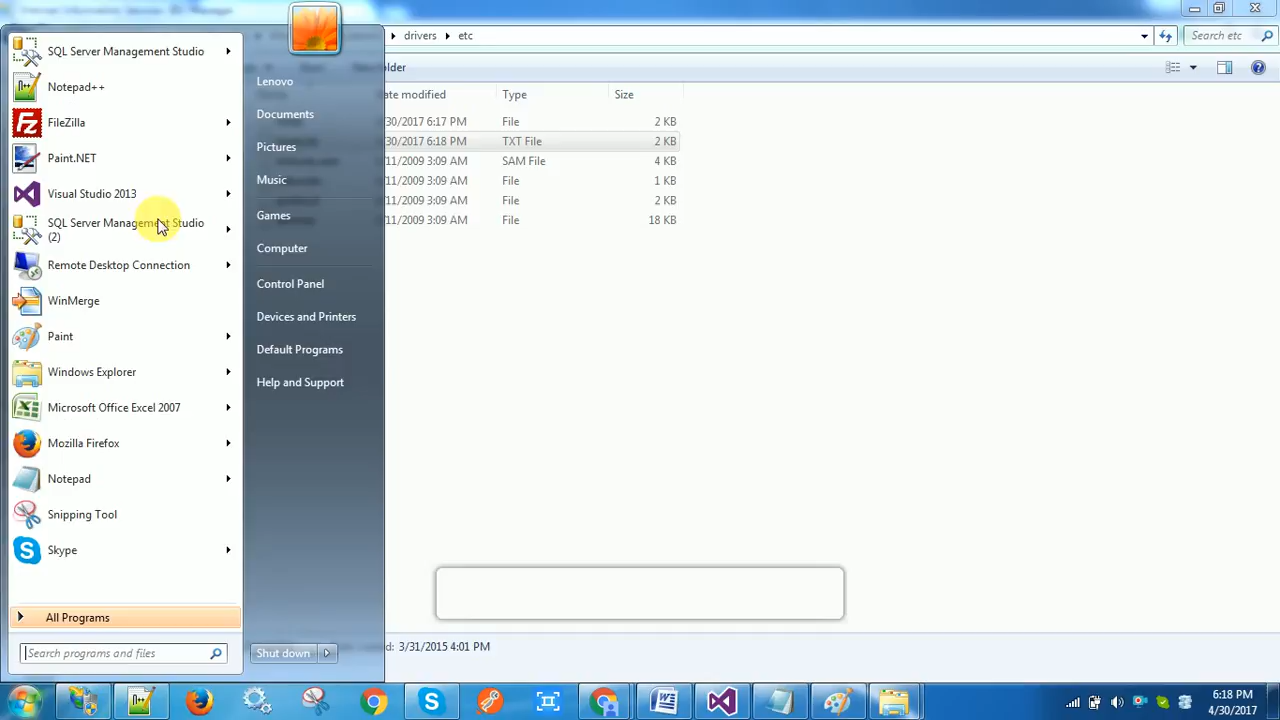 SQL Server Management Studio
Notepad++
FileZilla
Paint.NET
Visual Studio 2013
SQL Server Management Studio
(2)
Remote Desktop Connection
WinMerge
Paint
Windows Explorer
Microsoft Office Excel 2007
Mozilla Firefox
Notepad
Snipping Tool
Skype
All Programs
Search programs and files
Lenovo
Documents
Pictures
Music
Games
Computer
Control Panel
Devices and Printers
Default Programs
Help and Support
Shut down
drivers etc
Search etc
Type Size
/30/2017 6:17 PM File 2 KB
/30/2017 6:18 PM TXT File 2 KB
/11/2009 3:09 AM SAM File 4 KB
/11/2009 3:09 AM File 1 KB
/11/2009 3:09 AM File 2 KB
/11/2009 3:09 AM File 18 KB
3/31/2015 4:01 PM
6:18 PM
4/30/2017